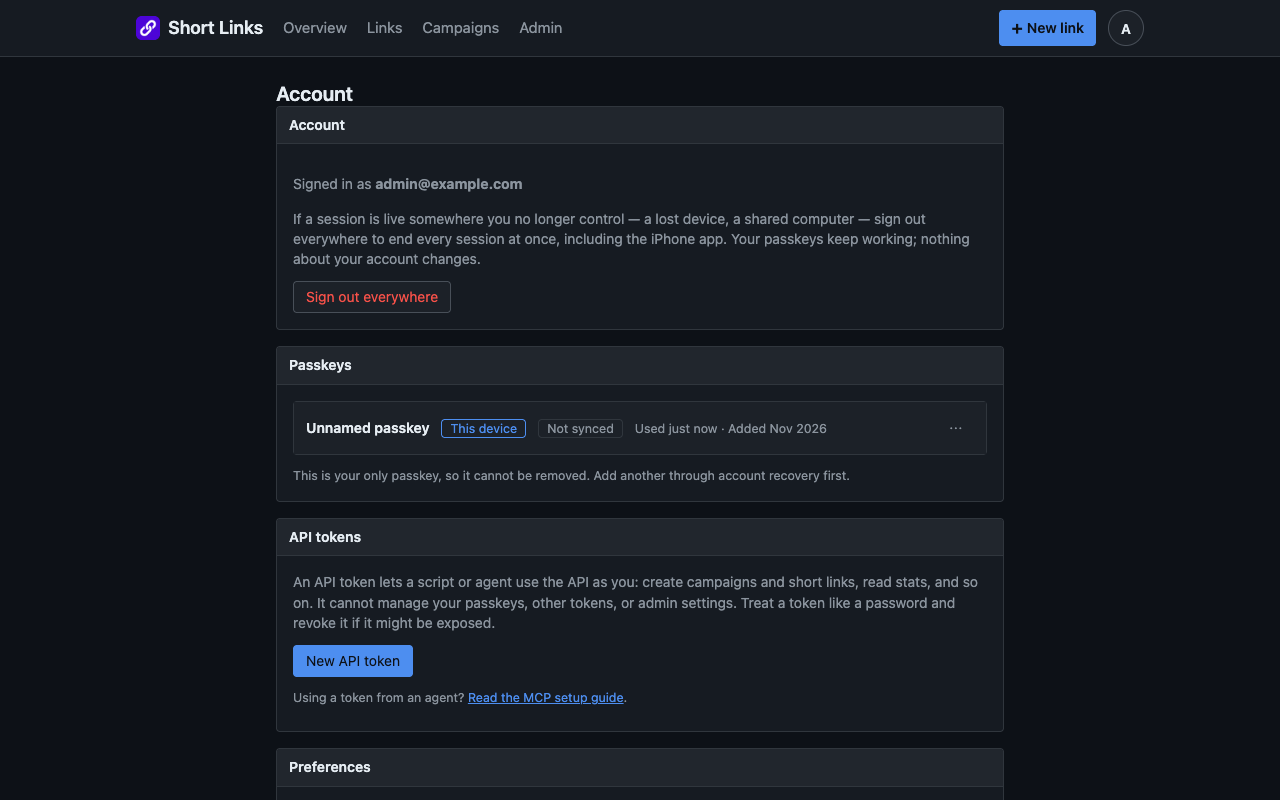 Short Links Overview Links Campaigns Admin + New link A
Account
Account
Signed in as admin@example.com
If a session is live somewhere you no longer control — a lost device, a shared computer — sign out
everywhere to end every session at once, including the iPhone app. Your passkeys keep working; nothing
about your account changes.
Sign out everywhere
Passkeys
Unnamed passkey This device Not synced Used just now · Added Nov 2026 ···
This is your only passkey, so it cannot be removed. Add another through account recovery first.
API tokens
An API token lets a script or agent use the API as you: create campaigns and short links, read stats, and so
on. It cannot manage your passkeys, other tokens, or admin settings. Treat a token like a password and
revoke it if it might be exposed.
New API token
Using a token from an agent? Read the MCP setup guide.
Preferences